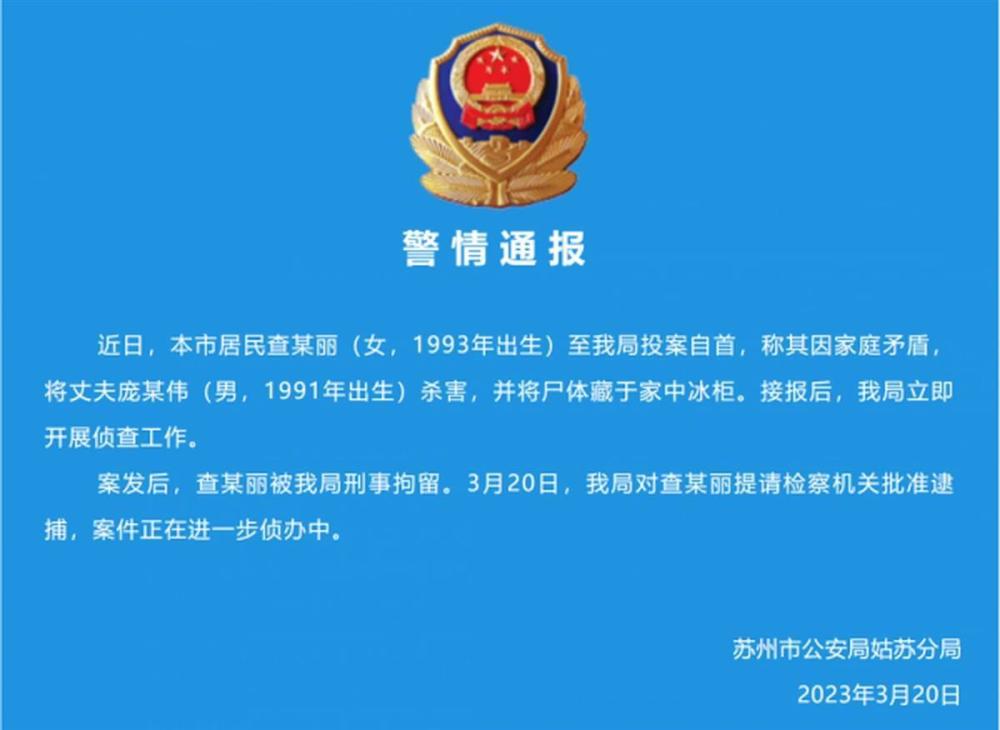 警情通报
近日，本市居民查某丽（女，1993年出生）至我局投案自首，称其因家庭矛盾，
将丈夫庞某伟（男，1991年出生）杀害，并将尸体藏于家中冰柜。接报后，我局立即
开展侦查工作。
案发后，查某丽被我局刑事拘留。3月20日，我局对查某丽提请检察机关批准逮
捕，案件正在进一步侦办中。
苏州市公安局姑苏分局
2023年3月20日